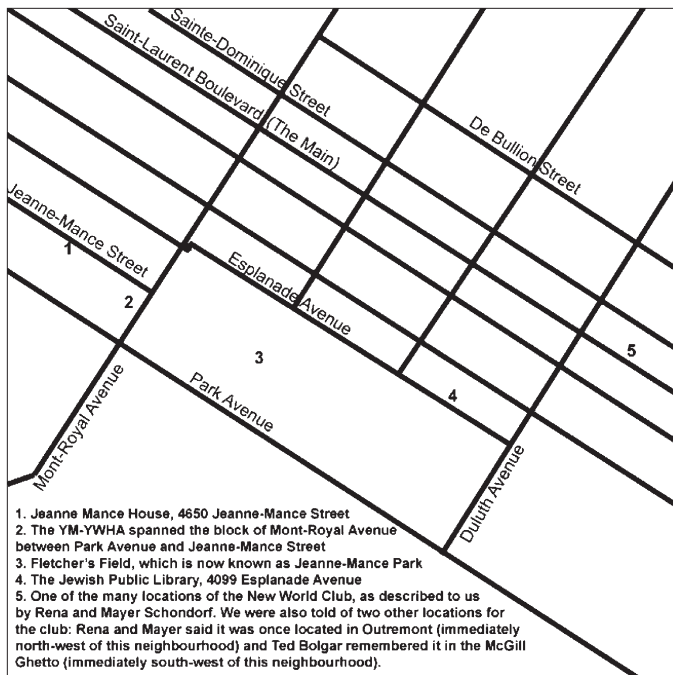 Sainte-Dominique Street
Saint-Laurent Boulevard (The Main)
De Bullion Street
Jeanne-Mance Street
1
2
Esplanade Avenue
3
5
4
Park Avenue
Mont-Royal Avenue
Duluth Avenue
1. Jeanne Mance House, 4650 Jeanne-Mance Street
2. The YM-YWHA spanned the block of Mont-Royal Avenue
between Park Avenue and Jeanne-Mance Street
3. Fletcher's Field, which is now known as Jeanne-Mance Park
4. The Jewish Public Library, 4099 Esplanade Avenue
5. One of the many locations of the New World Club, as described to us
by Rena and Mayer Schondorf. We were also told of two other locations for
the club: Rena and Mayer said it was once located in Outremont (immediately
north-west of this neighbourhood) and Ted Bolgar remembered it in the McGill
Ghetto (immediately south-west of this neighbourhood).